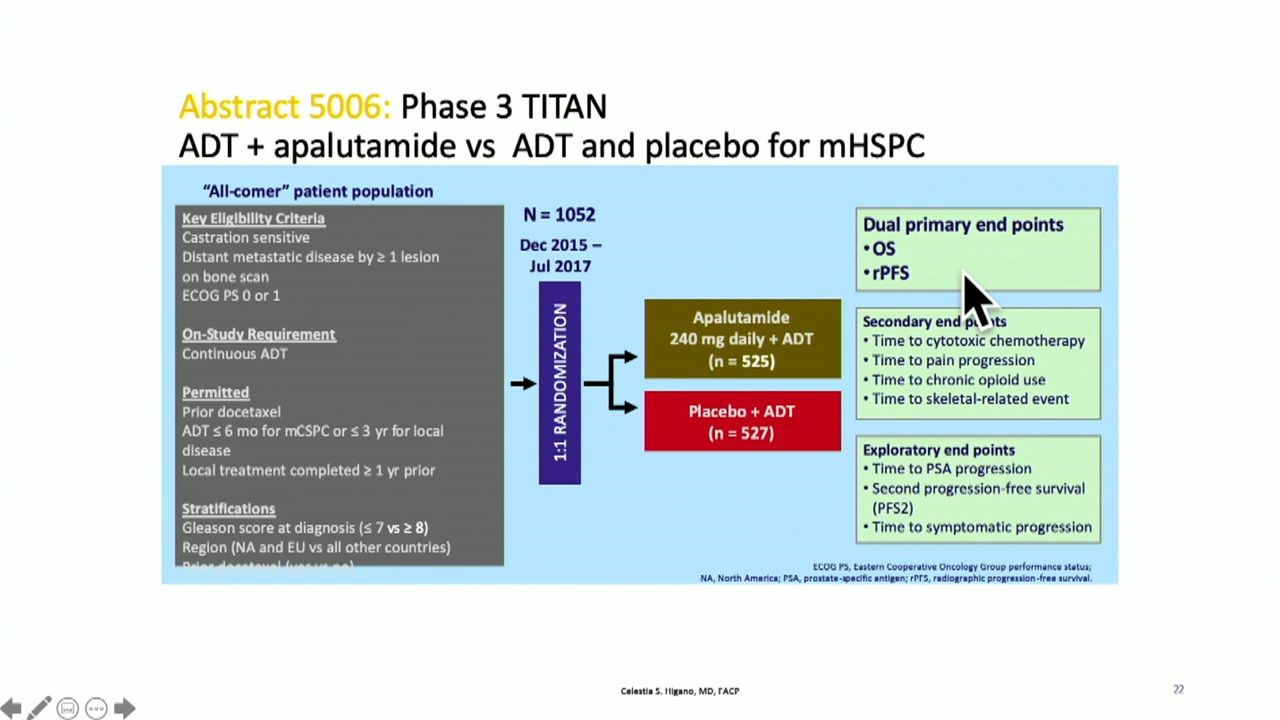 Abstract 5006: Phase 3 TITAN
ADT + apalutamide vs ADT and placebo for mHSPC
“All-comer” patient population
Key Eligibility Criteria
Castration sensitive
Distant metastatic disease by ≥ 1 lesion
on bone scan
ECOG PS 0 or 1
On-Study Requirement
Continuous ADT
Permitted
Prior docetaxel
ADT ≤ 6 mo for mCSPC or ≤ 3 yr for local
disease
Local treatment completed ≥ 1 yr prior
Stratifications
Gleason score at diagnosis (≤ 7 vs ≥ 8)
Region (NA and EU vs all other countries)
Prior docetaxel (yes vs no)
N = 1052
Dec 2015 –
Jul 2017
1:1 RANDOMIZATION
Apalutamide
240 mg daily + ADT
(n = 525)
Placebo + ADT
(n = 527)
Dual primary end points
• OS
• rPFS
Secondary end points
• Time to cytotoxic chemotherapy
• Time to pain progression
• Time to chronic opioid use
• Time to skeletal-related event
Exploratory end points
• Time to PSA progression
• Second progression-free survival
(PFS2)
• Time to symptomatic progression
ECOG PS, Eastern Cooperative Oncology Group performance status;
NA, North America; PSA, prostate-specific antigen; rPFS, radiographic progression-free survival.
Celestia S. Higano, MD, FACP
22